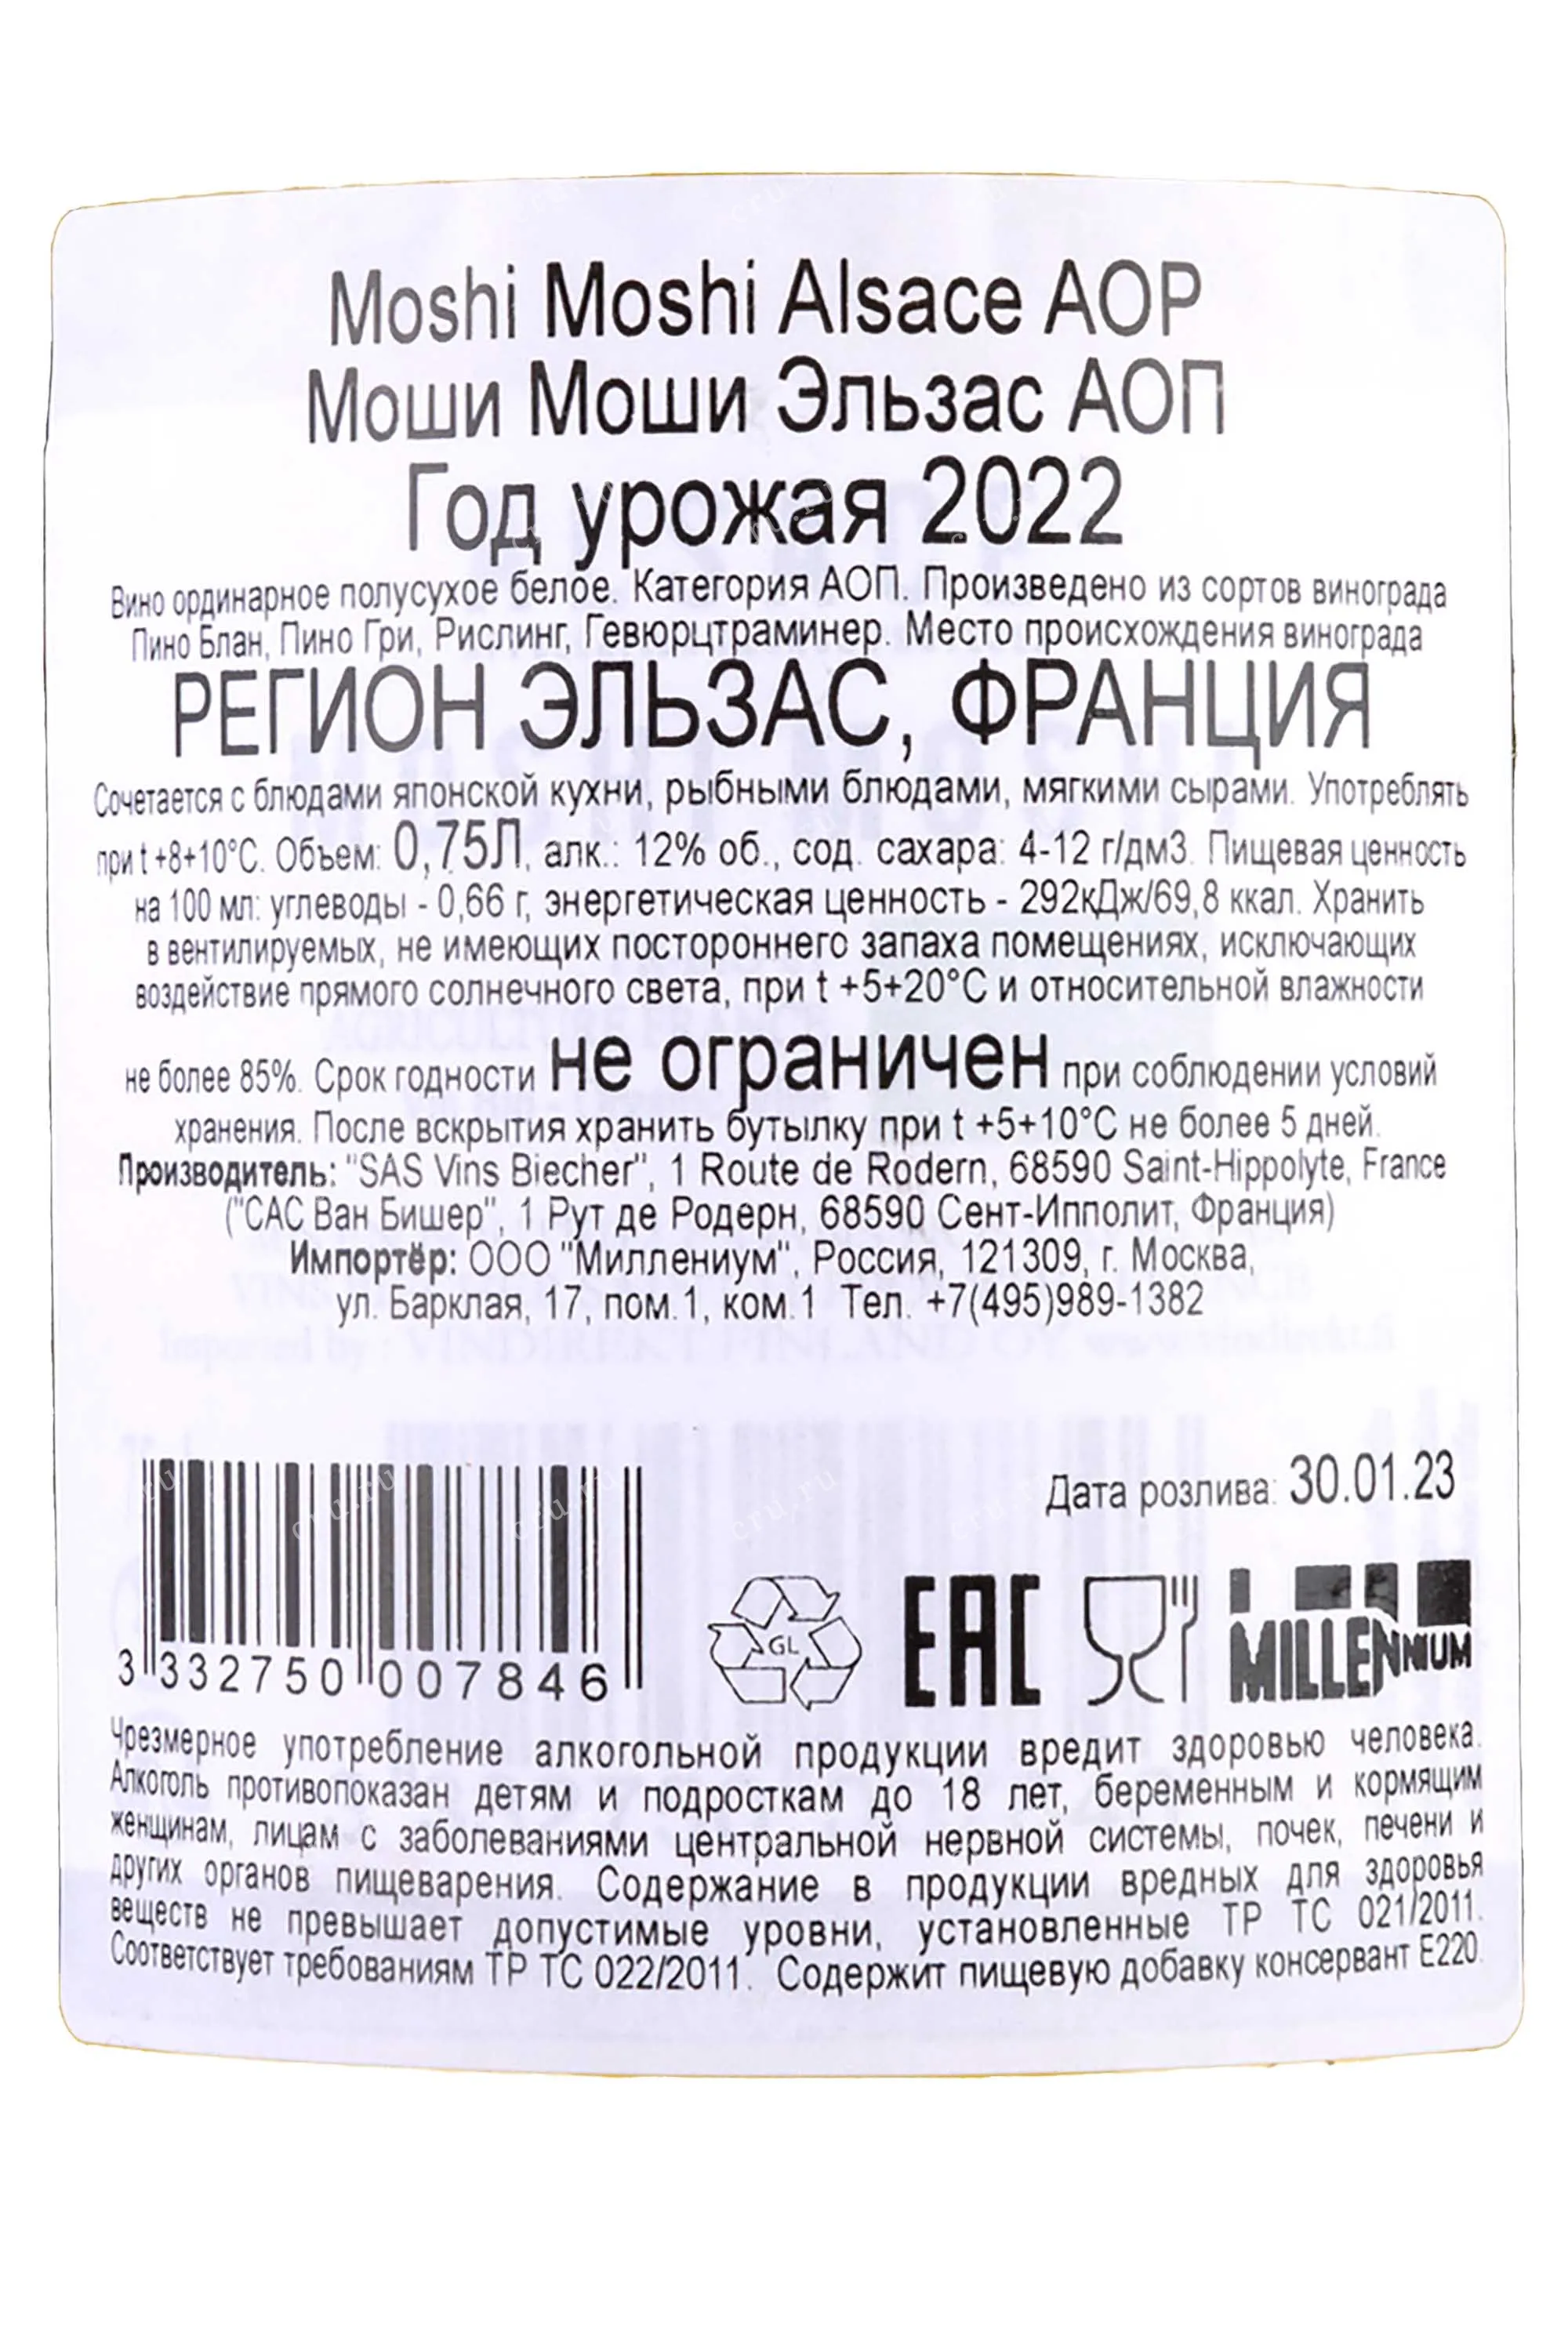 Moshi Moshi Alsace AOP
Моши Моши Эльзас АОП
Год урожая 2022
Вино ординарное полусухое белое. Категория АОП. Произведено из сортов винограда
Пино Блан, Пино Гри, Рислинг, Гевюрцтраминер. Место происхождения винограда
РЕГИОН ЭЛЬЗАС, ФРАНЦИЯ
Сочетается с блюдами японской кухни, рыбными блюдами, мягкими сырами. Употреблять
при t +8+10°С. Объем: 0,75Л, алк.: 12% об., сод. сахара: 4-12 г/дм3. Пищевая ценность
на 100 мл: углеводы - 0,66 г, энергетическая ценность - 292кДж/69,8 ккал. Хранить
в вентилируемых, не имеющих постороннего запаха помещениях, исключающих
воздействие прямого солнечного света, при t +5+20°С и относительной влажности
не более 85%. Срок годности не ограничен при соблюдении условий
хранения. После вскрытия хранить бутылку при t +5+10°С не более 5 дней.
Производитель: "SAS Vins Biecher", 1 Route de Rodern, 68590 Saint-Hippolyte, France
("САС Ван Бишер", 1 Рут де Родерн, 68590 Сент-Ипполит, Франция)
Импортёр: ООО "Миллениум", Россия, 121309, г. Москва,
ул. Барклая, 17, пом.1, ком.1 Тел. +7(495)989-1382
Imported by : VINDIREKT FINLAND OY www.vindirekt.fi
Дата розлива: 30.01.23
3 332750 007846
GL
EAC
MILLENNIUM
Чрезмерное употребление алкогольной продукции вредит здоровью человека.
Алкоголь противопоказан детям и подросткам до 18 лет, беременным и кормящим
женщинам, лицам с заболеваниями центральной нервной системы, почек, печени и
других органов пищеварения. Содержание в продукции вредных для здоровья
веществ не превышает допустимые уровни, установленные ТР ТС 021/2011.
Соответствует требованиям ТР ТС 022/2011. Содержит пищевую добавку консервант Е220.